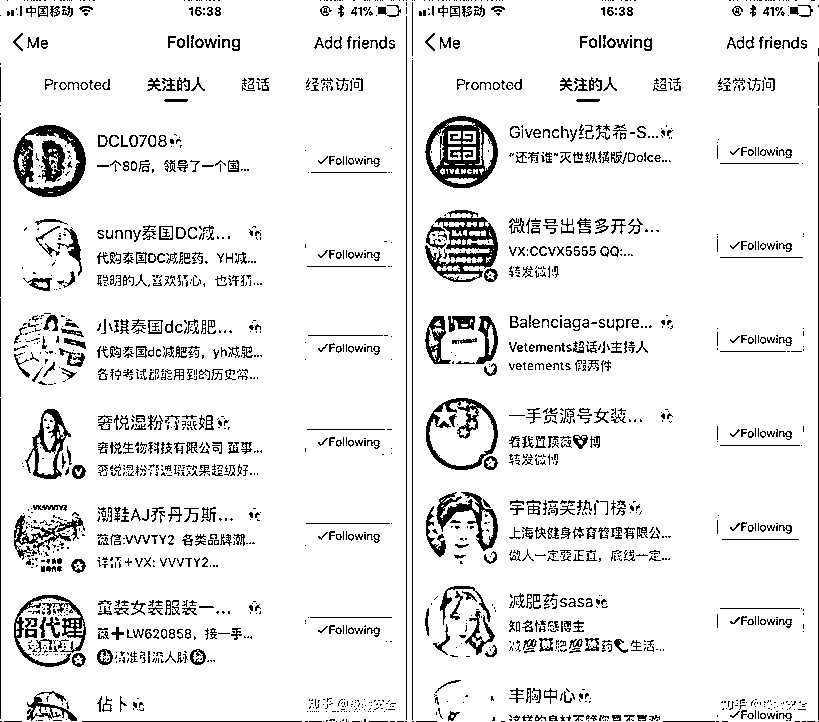 中国移动 16:38 41%
Me Following Add friends
Promoted 关注的人 超话 经常访问
DCL0708
一个80后，领导了一个国...
✓Following
sunny泰国DC减...
代购泰国DC减肥药，YH减...
聪明的人,喜欢猜心，也许猜...
✓Following
小琪泰国dc减肥...
代购泰国dc减肥药，yh减肥...
各种考试都能用到的历史常...
✓Following
奢悦湿粉膏燕姐
奢悦生物科技有限公司 董事...
奢悦湿粉膏遮瑕效果超级好...
✓Following
潮鞋AJ乔丹万斯...
薇信:VVVTY2 各类品牌潮...
详情+VX: VVVTY2...
✓Following
招代理
童装女装服装一...
薇➕LW620858，接一手...
精准引流人脉
✓Following
占卜
中国移动 16:38 41%
Me Following Add friends
Promoted 关注的人 超话 经常访问
GIVENCHY
Givenchy纪梵希-S...
“还有谁”灭世纵横版/Dolce...
✓Following
微信号出售多开分...
VX:CCVX5555 QQ:...
转发微博
✓Following
Balenciaga-supre...
Vetements超话小主持人
vetements 假两件
✓Following
一手货源号女装...
看我置顶薇博
转发微博
✓Following
宇宙搞笑热门榜
上海快健身体育管理有限公...
做人一定要正直，底线一定...
✓Following
减肥药sasa
知名情感博主
减💯肥💯药生活...
✓Following
丰胸中心
✓Following
知乎
知乎